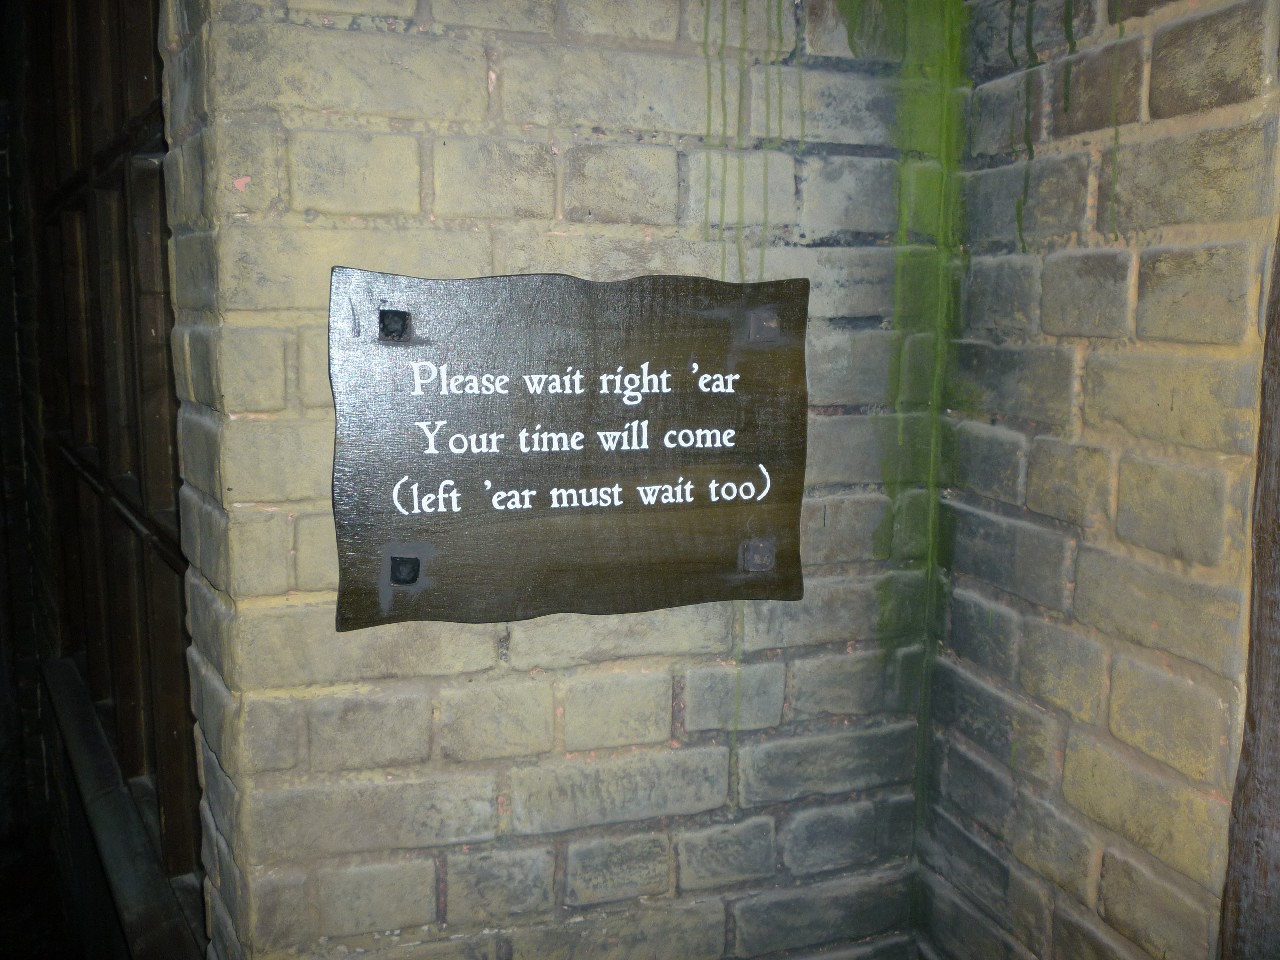 Please wait right 'ear
Your time will come
(left 'ear must wait too)